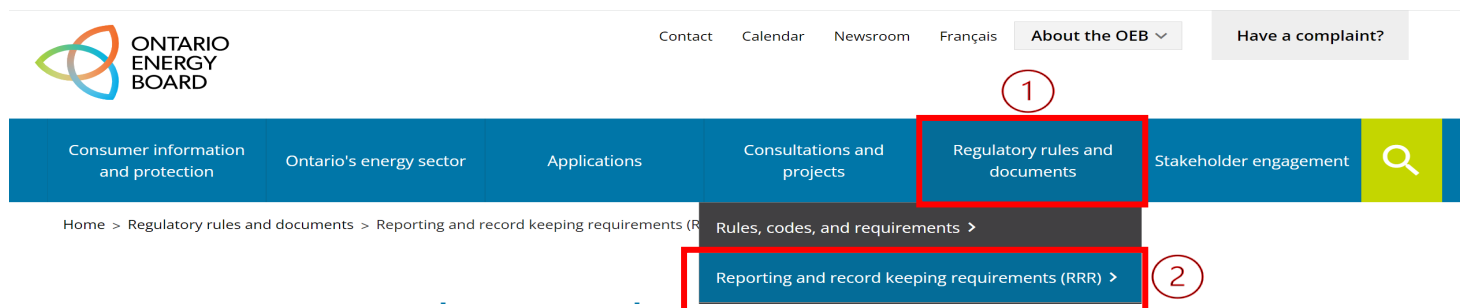 ONTARIO
ENERGY
BOARD
Contact Calendar Newsroom Français About the OEB Have a complaint?
1
Consumer information
and protection
Ontario's energy sector
Applications
Consultations and
projects
Regulatory rules and
documents
Stakeholder engagement
Home > Regulatory rules and documents > Reporting and record keeping requirements (R
Rules, codes, and requirements >
Reporting and record keeping requirements (RRR) >
2